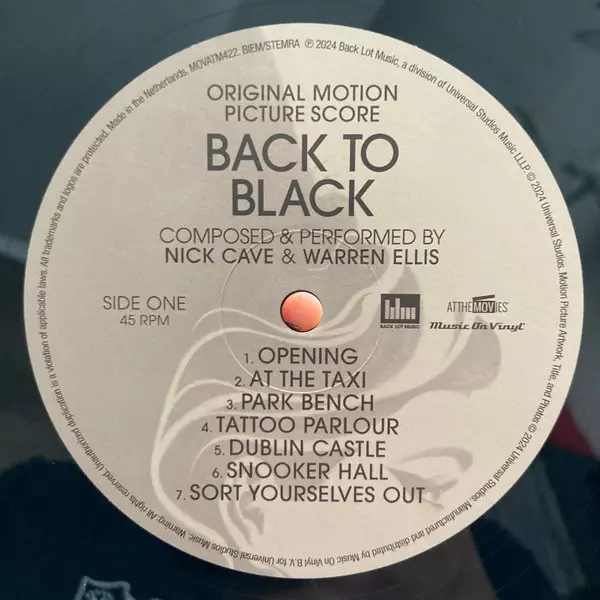 ORIGINAL MOTION
PICTURE SCORE
BACK TO
BLACK
COMPOSED & PERFORMED BY
NICK CAVE & WARREN ELLIS
SIDE ONE
45 RPM
blm
BACK LOT MUSIC
AT THE MOVIES
Music On Vinyl
1. OPENING
2. AT THE TAXI
3. PARK BENCH
4. TATTOO PARLOUR
5. DUBLIN CASTLE
6. SNOOKER HALL
7. SORT YOURSELVES OUT
℗ 2024 Back Lot Music, a division of Universal Studios Music LLLP. © 2024 Universal Studios. Motion Picture Artwork, Title, and Photos © 2024 Universal Studios. Manufactured and distributed by Music On Vinyl B.V. for Universal Studios Music. Warning: All rights reserved. Unauthorized duplication is a violation of applicable laws. All trademarks and logos are protected. Made in the Netherlands. MOVATM422. BIEM/STEMRA